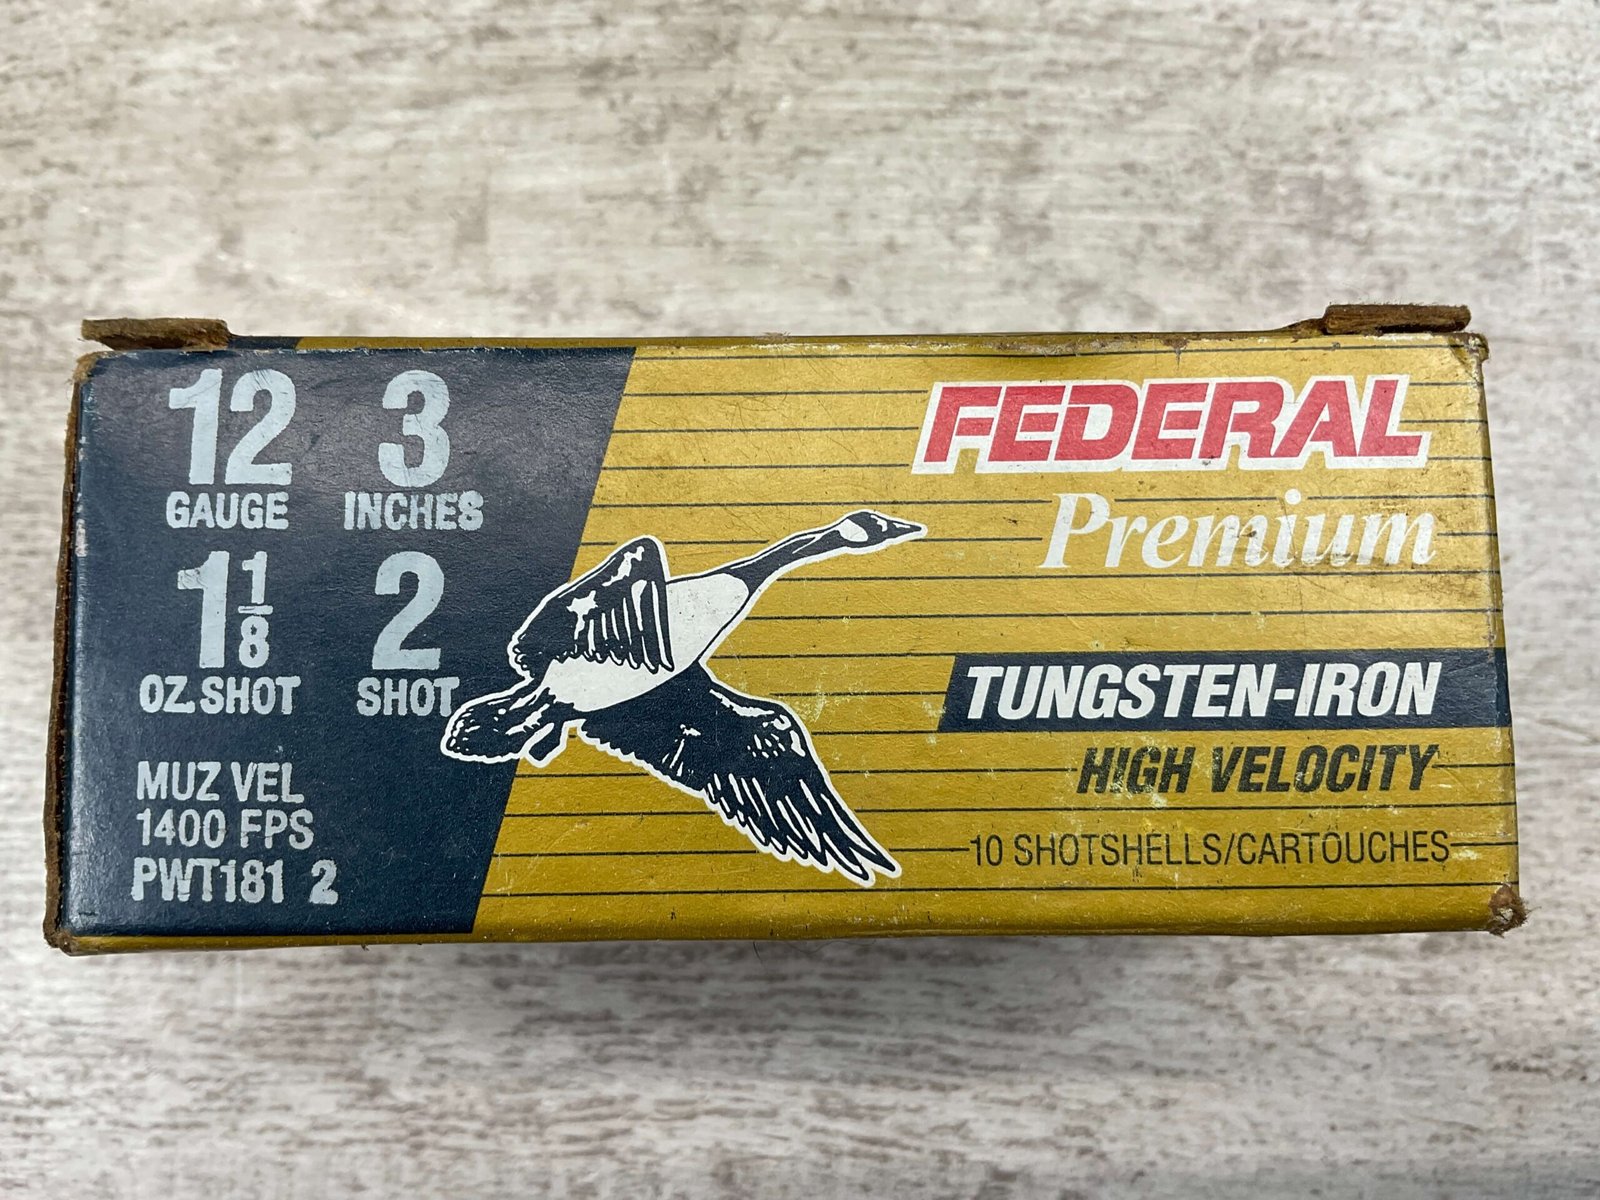 12 GAUGE
3 INCHES
1 1/8 OZ. SHOT
2 SHOT
MUZ VEL
1400 FPS
PWT181 2
FEDERAL
Premium
TUNGSTEN-IRON
HIGH VELOCITY
10 SHOTSHELLS/CARTOUCHES